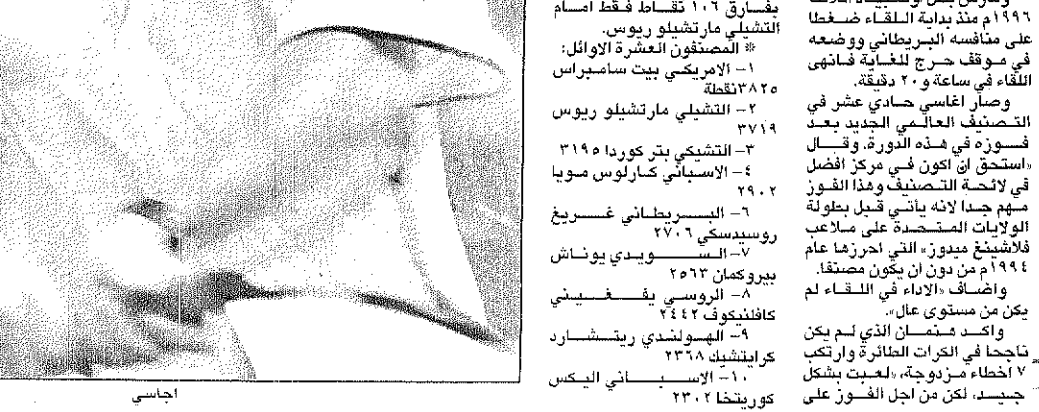 ١٩٩٦م منذ بداية اللقاء ضغطا
على منافسه البريطاني ووضعه
في موقف حرج للغاية فانهى
اللقاء في ساعة و٢٠ دقيقة.
وصار اغاسي حادي عشر في
التصنيف العالمي الجديد بعد
فوزه في هذه الدورة. وقال
«استحق ان اكون في مركز افضل
في لائحة التصنيف وهذا الفوز
مهم جدا لانه يأتي قبل بطولة
الولايات المتحدة على ملاعب
فلاشينغ ميدوز» التي احرزها عام
١٩٩٤م من دون ان يكون مصنفا.
واضاف «الاداء في اللقاء لم
يكن من مستوى عال».
واكد هنمان الذي لم يكن
ناجحا في الكرات الطائرة وارتكب
٧ اخطاء مزدوجة، «لعبت بشكل
جيد، لكن من اجل الفوز على
بفارق ١٠٦ نقاط فقط امام
التشيلي مارتشيلو ريوس.
* المصنفون العشرة الاوائل:
١- الامريكي بيت سامبراس
٣٨٢٥نقطة
٢- التشيلي مارتشيلو ريوس
٣٧١٩
٣- التشيكي بتر كوردا ٣١٩٥
٤- الاسباني كارلوس مويا
٢٩٠٢
٦- البريطاني غريغ
روسيدسكي ٢٧٠٦
٧- السويدي يوناش
بيروكمان ٢٥٦٣
٨- الروسي يفغيني
كافلنيكوف ٢٤٤٢
٩- الهولندي ريتشارد
كرايتشيك ٢٣٦٨
١٠- الاسباني اليكس
كوريتخا ٢٣٠٢
اجاسي